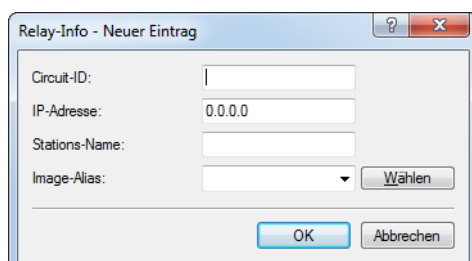 Relay-Info - Neuer Eintrag
Circuit-ID:
IP-Adresse: 0.0.0.0
Stations-Name:
Image-Alias: Wählen
OK Abbrechen